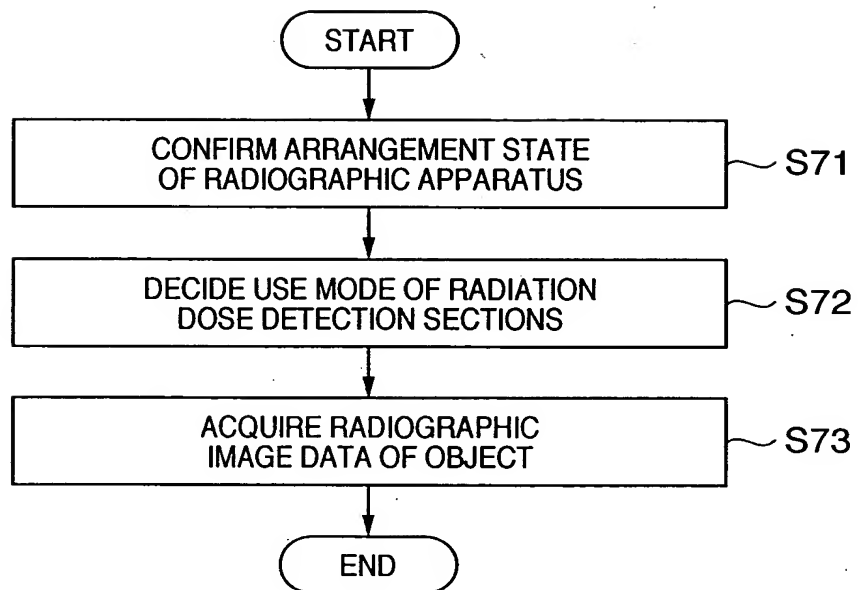 START
CONFIRM ARRANGEMENT STATE
OF RADIOGRAPHIC APPARATUS
S71
DECIDE USE MODE OF RADIATION
DOSE DETECTION SECTIONS
S72
ACQUIRE RADIOGRAPHIC
IMAGE DATA OF OBJECT
S73
END